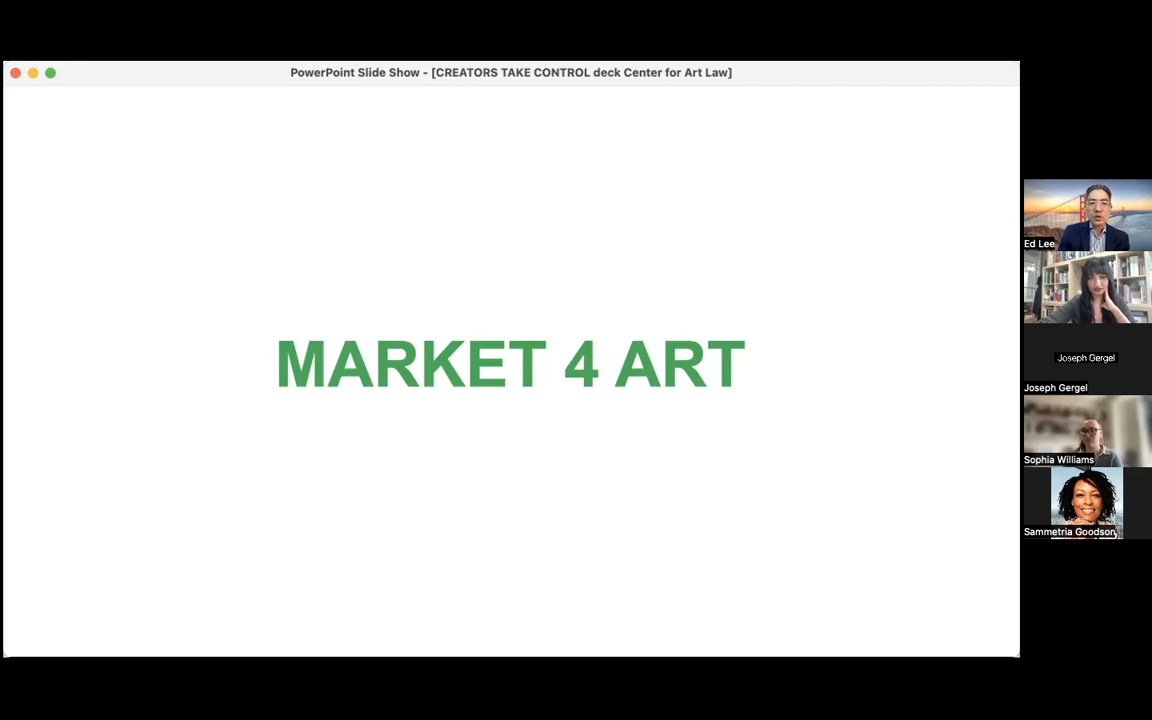 PowerPoint Slide Show - [CREATORS TAKE CONTROL deck Center for Art Law]
MARKET 4 ART
Ed Lee
Joseph Gergel
Joseph Gergel
Sophia Williams
Sammetria Goodson